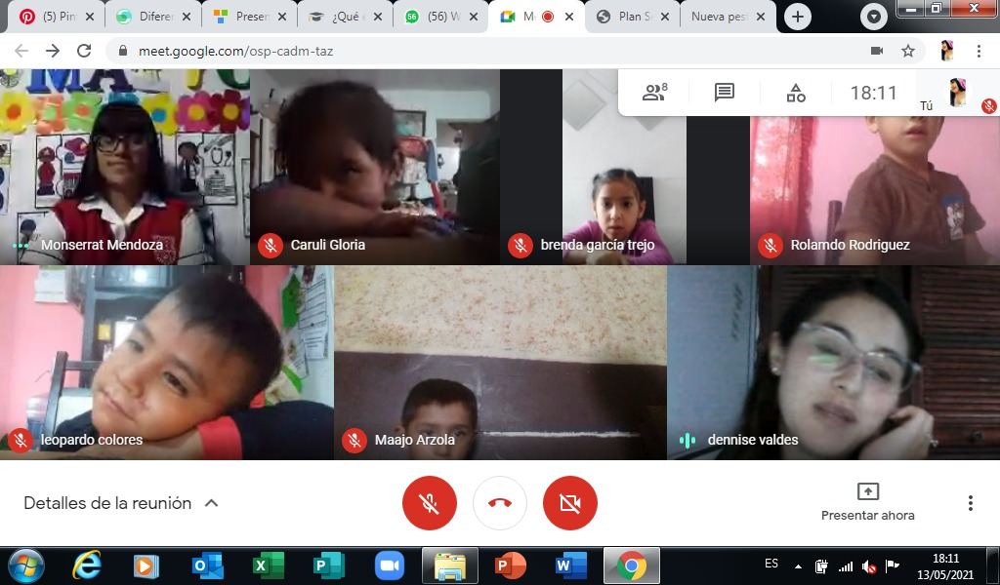 (5) Pin
Difere
Presen
¿Qué
(56) W
M
Plan S
Nueva pes
meet.google.com/osp-cadm-taz
8
18:11
Tú
Monserrat Mendoza
Caruli Gloria
brenda garcía trejo
Rolamdo Rodriguez
leopardo colores
Maajo Arzola
dennise valdes
Detalles de la reunión
Presentar ahora
ES
18:11
13/05/2021